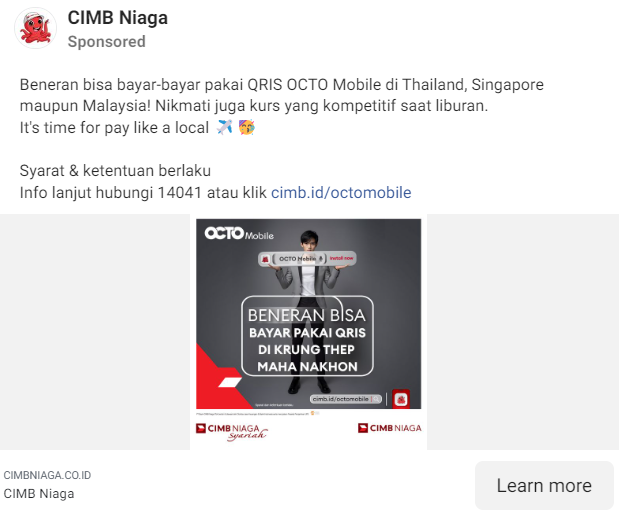 CIMB Niaga
Sponsored
Beneran bisa bayar-bayar pakai QRIS OCTO Mobile di Thailand, Singapore
maupun Malaysia! Nikmati juga kurs yang kompetitif saat liburan.
It's time for pay like a local ✈️ 🥳
Syarat & ketentuan berlaku
Info lanjut hubungi 14041 atau klik cimb.id/octomobile
OCTO Mobile
OCTO Mobile
Install now
BENERAN BISA
BAYAR PAKAI QRIS
DI KRUNG THEP
MAHA NAKHON
cimb.id/octomobile
CIMB NIAGA
syariah
CIMB NIAGA
CIMBNIAGA.CO.ID
CIMB Niaga
Learn more